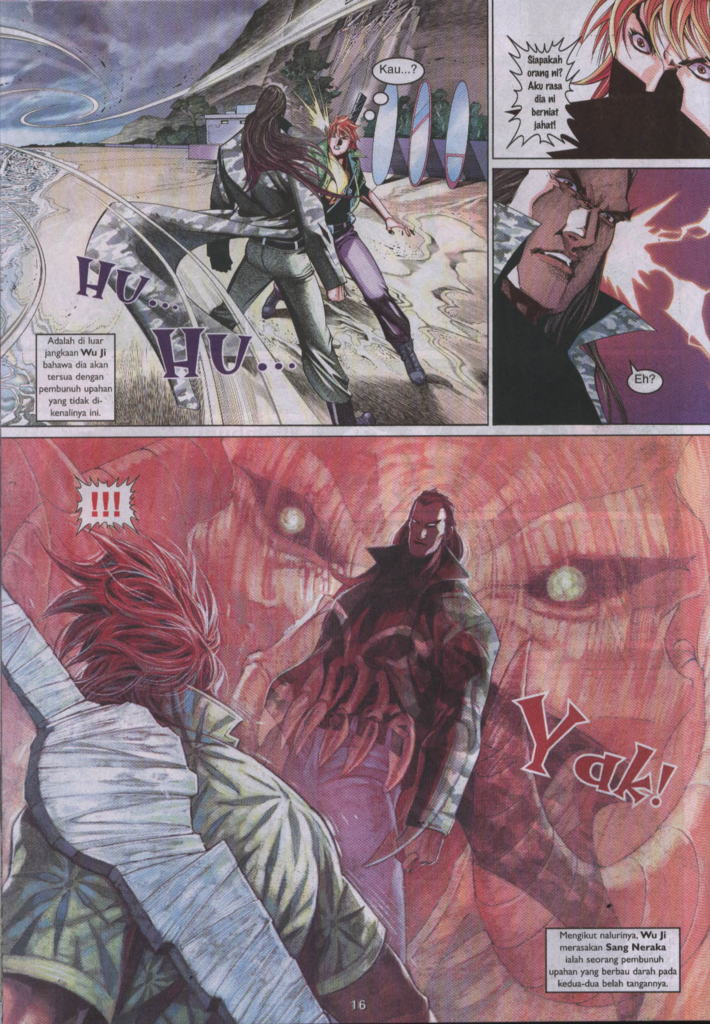 Kau...?
HU...
HU...
Adalah di luar
jangkaan Wu Ji
bahawa dia akan
tersua dengan
pembunuh upahan
yang tidak di-
kenalinya ini.
Siapakah
orang ni?
Aku rasa
dia ni
berniat
jahat!
Eh?
!!!
Yak!
Mengikut nalurinya, Wu Ji
merasakan Sang Neraka
ialah seorang pembunuh
upahan yang berbau darah pada
kedua-dua belah tangannya.
16